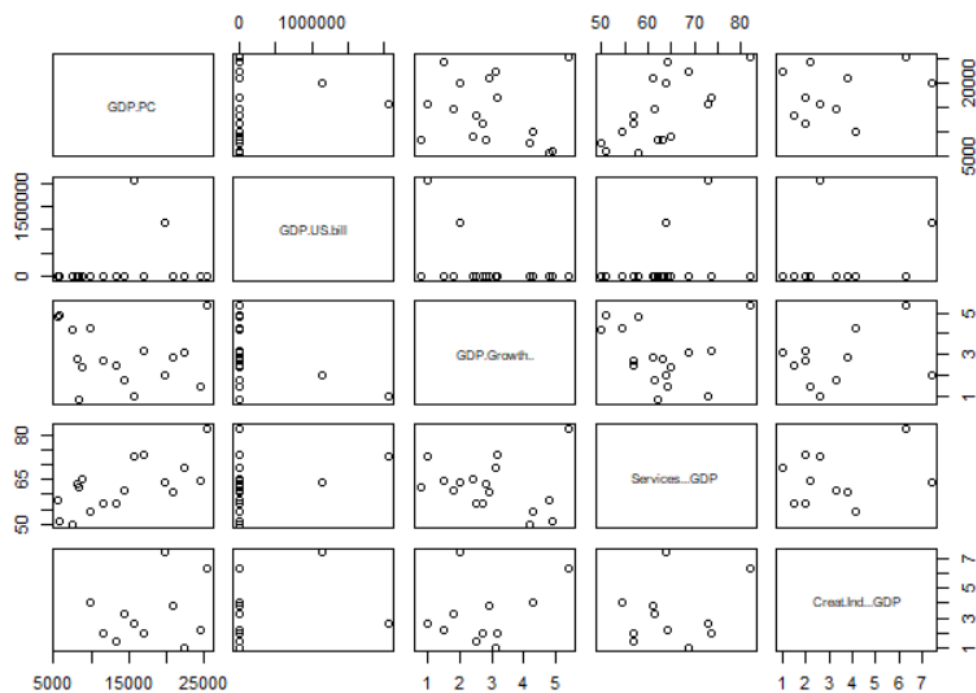 0 1000000 50 60 70 80
GDP.PC
5000 20000
0 1500000
GDP.US.bill
GDP.Growth..
1 3 5
50 65 80
Services...GDP
Creat.Ind...GDP
1 3 5 7
5000 15000 25000 1 2 3 4 5 1 2 3 4 5 6 7